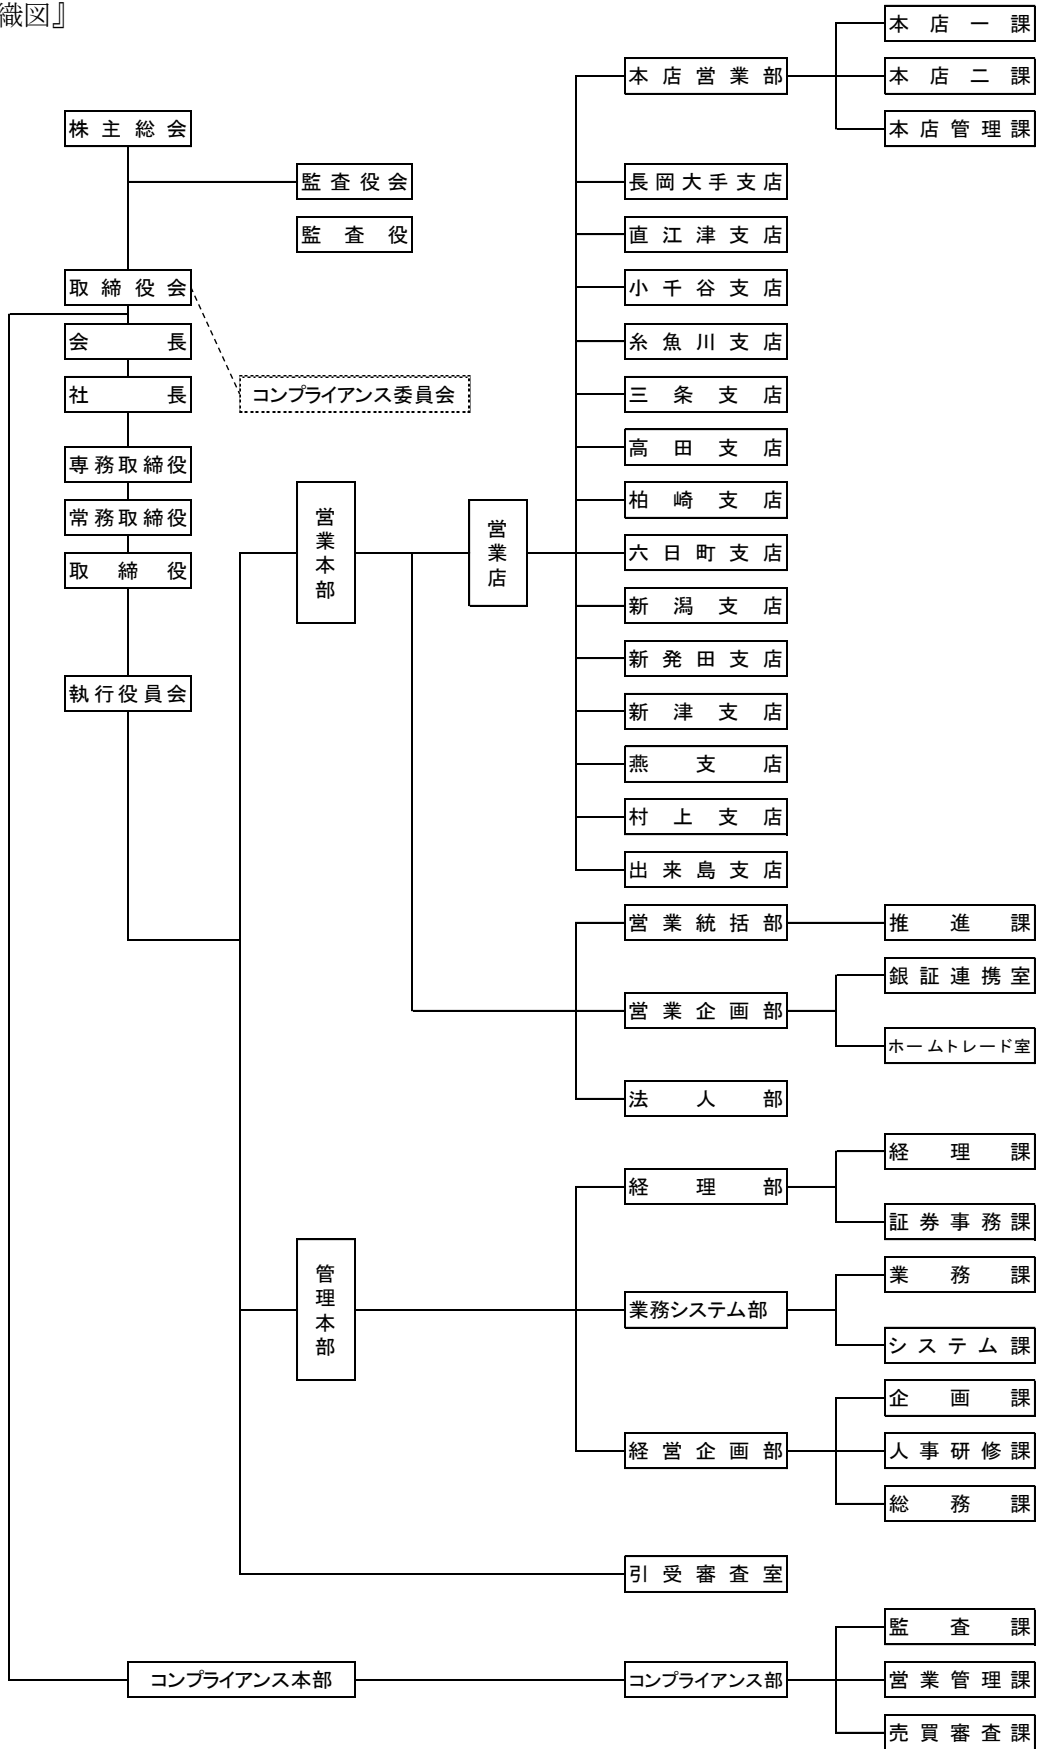 織図』
本店一課
本店営業部
本店二課
株主総会
本店管理課
監査役会
長岡大手支店
監査役
直江津支店
取締役会
小千谷支店
会長
糸魚川支店
社長
コンプライアンス委員会
三条支店
専務取締役
高田支店
営業本部
営業店
常務取締役
柏崎支店
取締役
六日町支店
新潟支店
新発田支店
執行役員会
新津支店
燕支店
村上支店
出来島支店
営業統括部
推進課
銀証連携室
営業企画部
ホームトレード室
法人部
経理課
経理部
証券事務課
管理本部
業務課
業務システム部
システム課
企画課
経営企画部
人事研修課
総務課
引受審査室
監査課
コンプライアンス本部
コンプライアンス部
営業管理課
売買審査課